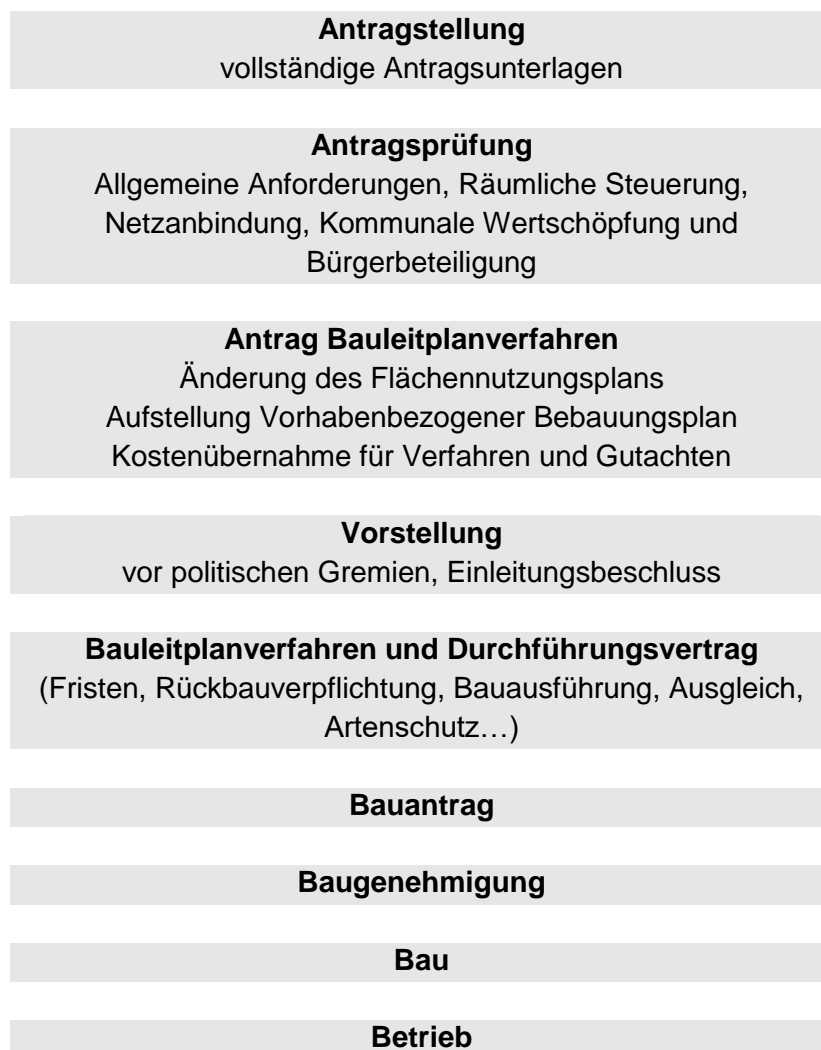 Antragstellung
vollständige Antragsunterlagen
Antragsprüfung
Allgemeine Anforderungen, Räumliche Steuerung,
Netzanbindung, Kommunale Wertschöpfung und
Bürgerbeteiligung
Antrag Bauleitplanverfahren
Änderung des Flächennutzungsplans
Aufstellung Vorhabenbezogener Bebauungsplan
Kostenübernahme für Verfahren und Gutachten
Vorstellung
vor politischen Gremien, Einleitungsbeschluss
Bauleitplanverfahren und Durchführungsvertrag
(Fristen, Rückbauverpflichtung, Bauausführung, Ausgleich,
Artenschutz…)
Bauantrag
Baugenehmigung
Bau
Betrieb